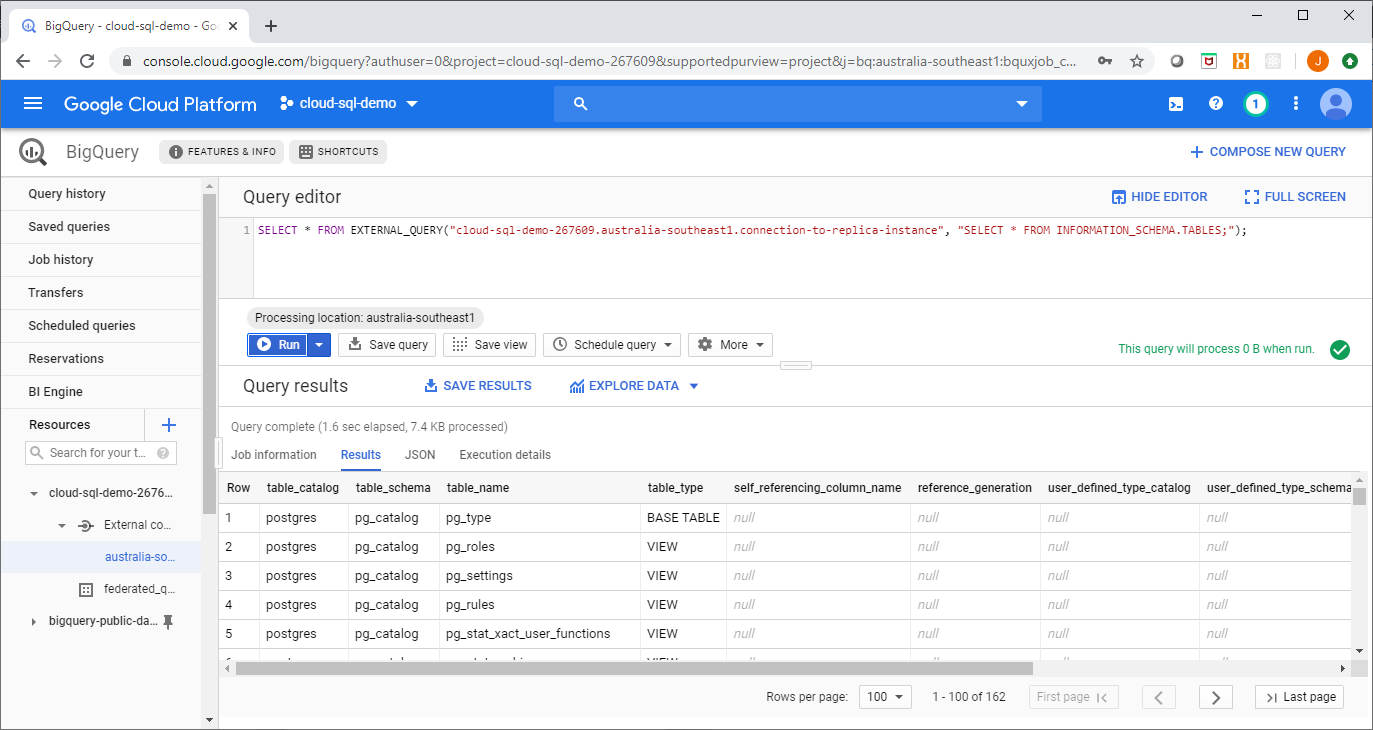 BigQuery - cloud-sql-demo - Goo
console.cloud.google.com/bigquery?authuser=0&project=cloud-sql-demo-267609&supportedpurview=project&j=bq:australia-southeast1:bquxjob_c...
J
Google Cloud Platform
cloud-sql-demo
1
BigQuery
FEATURES & INFO
SHORTCUTS
COMPOSE NEW QUERY
Query history
Saved queries
Job history
Transfers
Scheduled queries
Reservations
BI Engine
Resources
Search for your t...
cloud-sql-demo-2676...
External co...
australia-so...
federated_q...
bigquery-public-da...
Query editor
HIDE EDITOR
FULL SCREEN
1 SELECT * FROM EXTERNAL_QUERY("cloud-sql-demo-267609.australia-southeast1.connection-to-replica-instance", "SELECT * FROM INFORMATION_SCHEMA.TABLES;");
Processing location: australia-southeast1
Run
Save query
Save view
Schedule query
More
This query will process 0 B when run.
Query results
SAVE RESULTS
EXPLORE DATA
Query complete (1.6 sec elapsed, 7.4 KB processed)
Job information Results JSON Execution details
Row table_catalog table_schema table_name table_type self_referencing_column_name reference_generation user_defined_type_catalog user_defined_type_schema
1 postgres pg_catalog pg_type BASE TABLE null null null null
2 postgres pg_catalog pg_roles VIEW null null null null
3 postgres pg_catalog pg_settings VIEW null null null null
4 postgres pg_catalog pg_rules VIEW null null null null
5 postgres pg_catalog pg_stat_xact_user_functions VIEW null null null null
Rows per page: 100 1 - 100 of 162 First page Last page